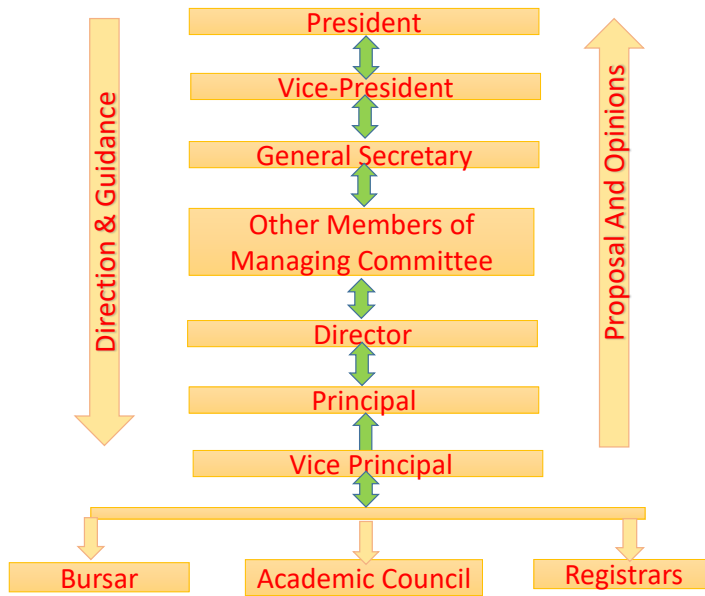 President
Vice-President
General Secretary
Other Members of
Managing Committee
Director
Principal
Vice Principal
Bursar
Academic Council
Registrars
Direction & Guidance
Proposal And Opinions